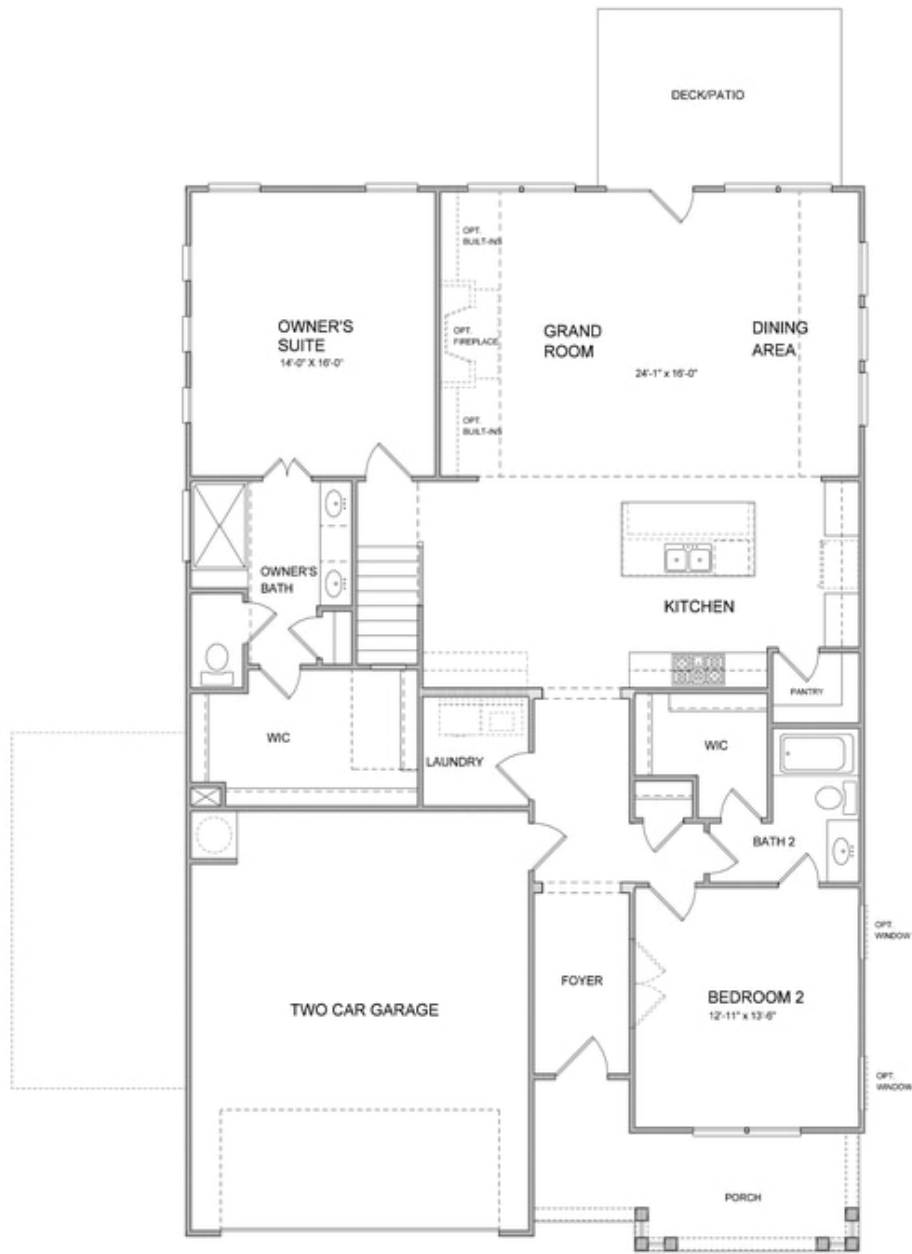 DECK/PATIO
OPT.
BUILT-INS
OWNER'S
SUITE
14'-0" X 16'-0"
OPT.
FIREPLACE
GRAND
ROOM
DINING
AREA
24'-1" x 16'-0"
OPT.
BUILT-INS
OWNER'S
BATH
KITCHEN
PANTRY
WIC
LAUNDRY
WIC
BATH 2
OPT.
WINDOW
FOYER
BEDROOM 2
12'-11" x 13'-6"
TWO CAR GARAGE
OPT.
WINDOW
PORCH